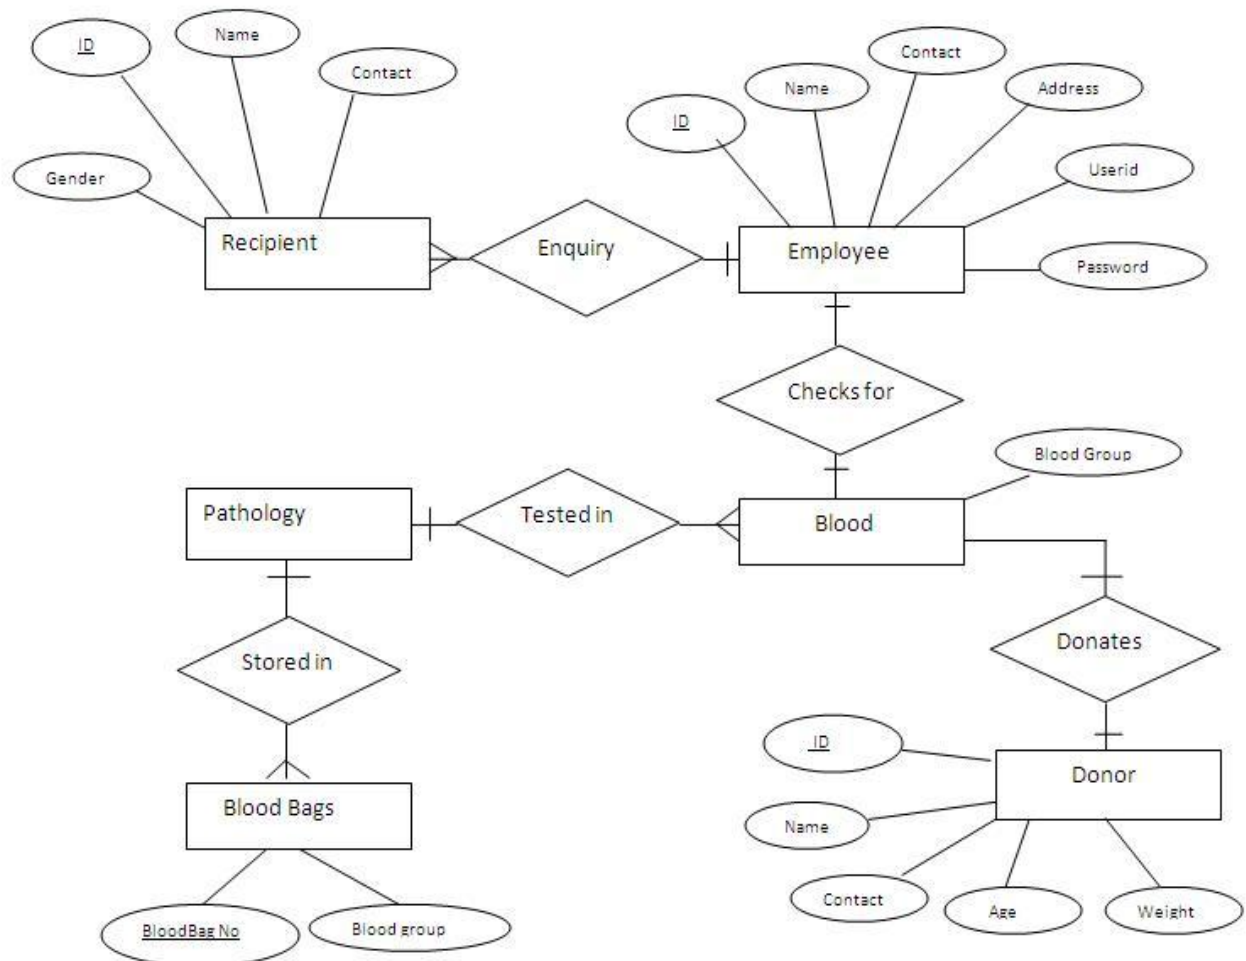 ID
Name
Contact
Gender
Recipient
Enquiry
ID
Name
Contact
Address
Userid
Password
Employee
Checks for
Blood Group
Blood
Tested in
Pathology
Stored in
Blood Bags
BloodBag No
Blood group
Donates
Donor
ID
Name
Contact
Age
Weight